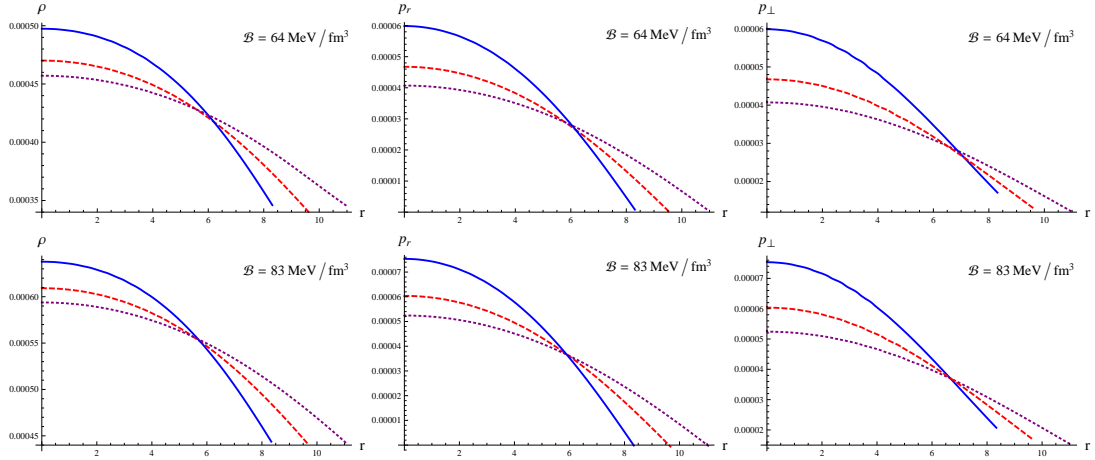 ρ
0.00050
0.00045
0.00040
0.00035
2 4 6 8 10 r
ℬ = 64 MeV / fm³
p_r
0.00006
0.00005
0.00004
0.00003
0.00002
0.00001
2 4 6 8 10 r
ℬ = 64 MeV / fm³
p_⊥
0.00006
0.00005
0.00004
0.00003
0.00002
2 4 6 8 10 r
ℬ = 64 MeV / fm³
ρ
0.00060
0.00055
0.00050
0.00045
2 4 6 8 10 r
ℬ = 83 MeV / fm³
p_r
0.00007
0.00006
0.00005
0.00004
0.00003
0.00002
0.00001
2 4 6 8 10 r
ℬ = 83 MeV / fm³
p_⊥
0.00007
0.00006
0.00005
0.00004
0.00003
0.00002
2 4 6 8 10 r
ℬ = 83 MeV / fm³